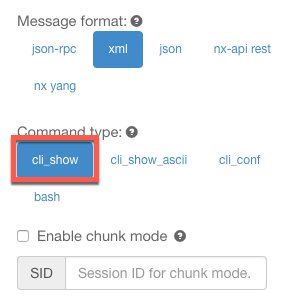 Message format: ?
json-rpc xml json nx-api rest
nx yang
Command type: ?
cli_show cli_show_ascii cli_conf
bash
Enable chunk mode ?
SID Session ID for chunk mode.